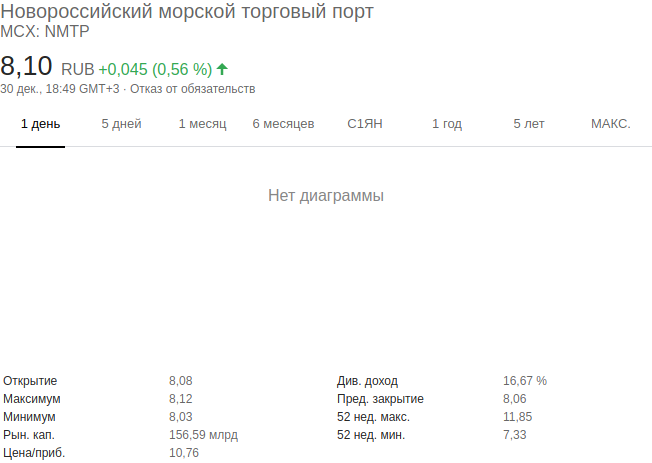 Новороссийский морской торговый порт
MCX: NMTP
8,10 RUB +0,045 (0,56 %)
30 дек., 18:49 GMT+3 · Отказ от обязательств
1 день 5 дней 1 месяц 6 месяцев С1ЯН 1 год 5 лет МАКС.
Нет диаграммы
Открытие 8,08 Див. доход 16,67 %
Максимум 8,12 Пред. закрытие 8,06
Минимум 8,03 52 нед. макс. 11,85
Рын. кап. 156,59 млрд 52 нед. мин. 7,33
Цена/приб. 10,76